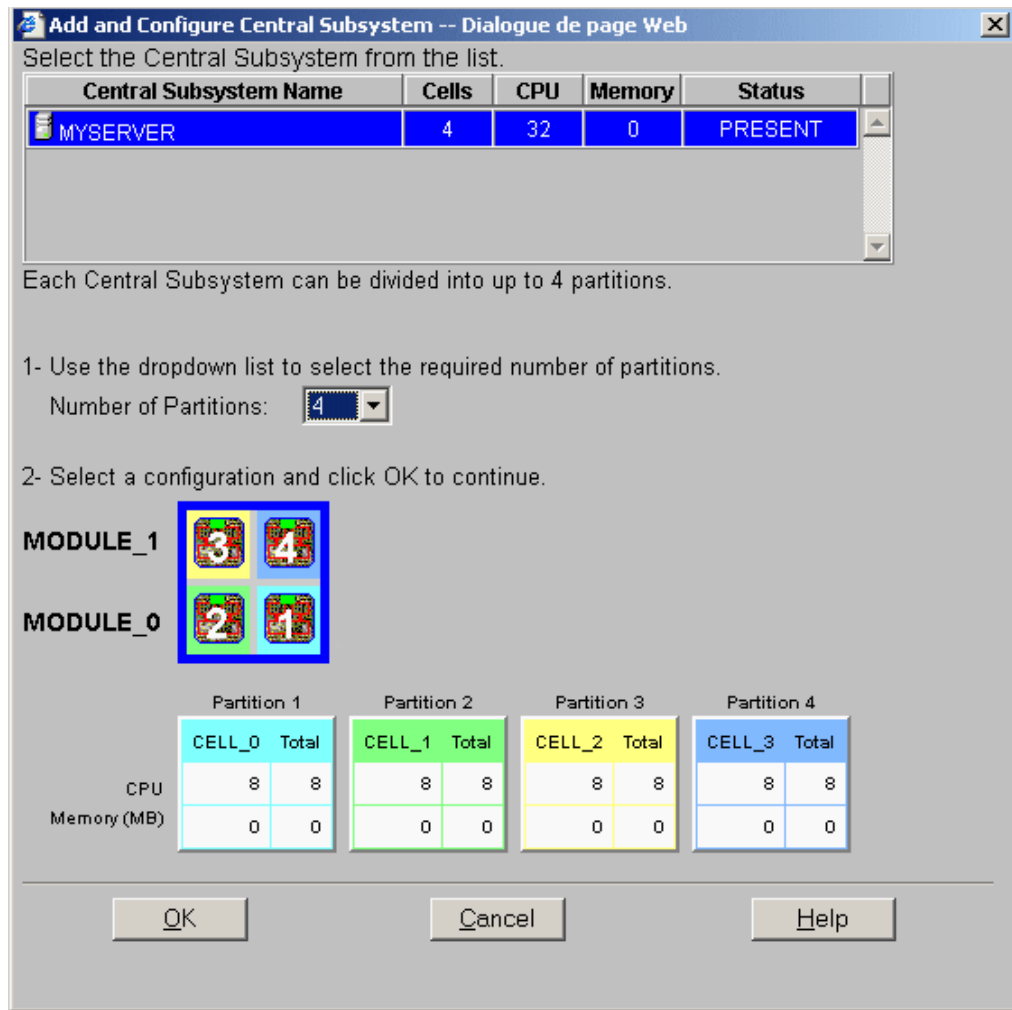 Add and Configure Central Subsystem -- Dialogue de page Web
Select the Central Subsystem from the list.
Central Subsystem Name Cells CPU Memory Status
MYSERVER 4 32 0 PRESENT
Each Central Subsystem can be divided into up to 4 partitions.
1- Use the dropdown list to select the required number of partitions.
Number of Partitions: 4
2- Select a configuration and click OK to continue.
MODULE_1 3 4
MODULE_0 2 1
Partition 1 Partition 2 Partition 3 Partition 4
CELL_0 Total CELL_1 Total CELL_2 Total CELL_3 Total
CPU 8 8 8 8 8 8 8 8
Memory (MB) 0 0 0 0 0 0 0 0
OK Cancel Help